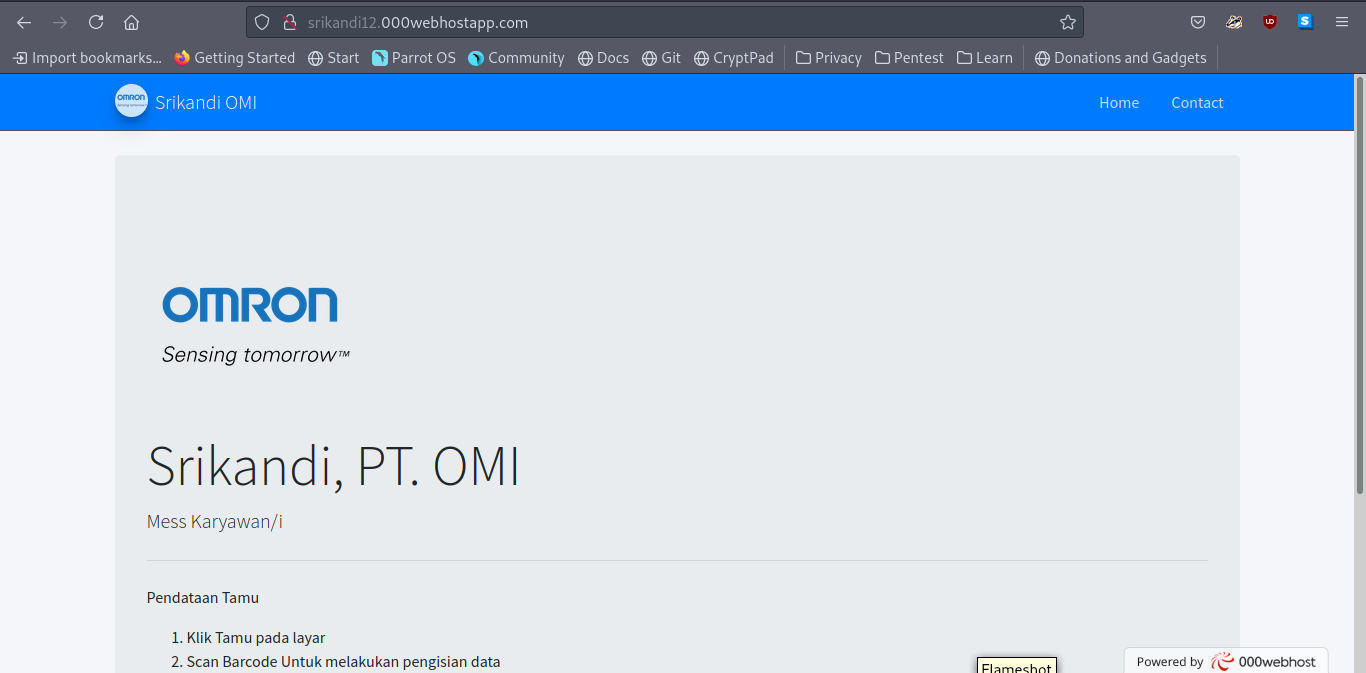 srikandi12.000webhostapp.com
Import bookmarks... Getting Started Start Parrot OS Community Docs Git CryptPad Privacy Pentest Learn Donations and Gadgets
OMRON Srikandi OMI Home Contact
OMRON
Sensing tomorrow™
Srikandi, PT. OMI
Mess Karyawan/i
Pendataan Tamu
1. Klik Tamu pada layar
2. Scan Barcode Untuk melakukan pengisian data
Flameshot
Powered by 000webhost